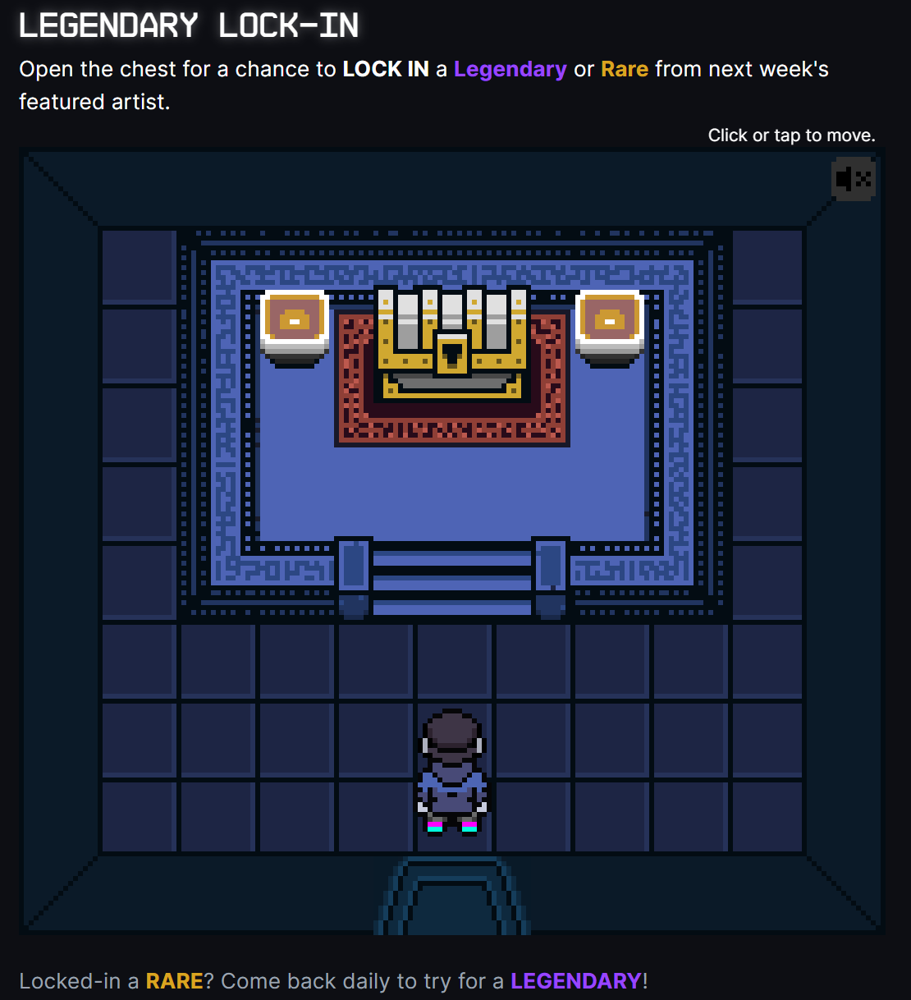 LEGENDARY LOCK-IN
Open the chest for a chance to LOCK IN a Legendary or Rare from next week's
featured artist.
Click or tap to move.
Locked-in a RARE? Come back daily to try for a LEGENDARY!